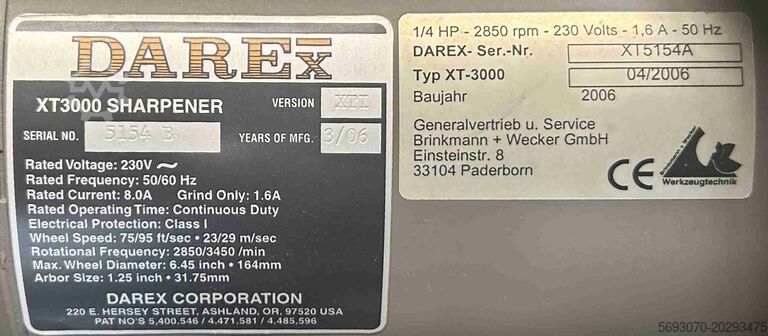 DAREX
XT3000 SHARPENER
VERSION XII
SERIAL NO. 5154 3
YEARS OF MFG. 3/06
Rated Voltage: 230V ~
Rated Frequency: 50/60 Hz
Rated Current: 8.0A Grind Only: 1.6A
Rated Operating Time: Continuous Duty
Electrical Protection: Class I
Wheel Speed: 75/95 ft/sec • 23/29 m/sec
Rotational Frequency: 2850/3450 /min
Max. Wheel Diameter: 6.45 inch • 164mm
Arbor Size: 1.25 inch • 31.75mm
DAREX CORPORATION
220 E. HERSEY STREET, ASHLAND, OR, 97520 USA
PAT NO'S 5,400,546 / 4,471,581 / 4,485,596
1/4 HP - 2850 rpm - 230 Volts - 1,6 A - 50 Hz
DAREX- Ser.-Nr. XT5154A
Typ XT-3000 04/2006
Baujahr 2006
Generalvertrieb u. Service
Brinkmann + Wecker GmbH
Einsteinstr. 8
33104 Paderborn
CE
Brinkmann + Wecker
Werkzeugtechnik
5693070-20293475